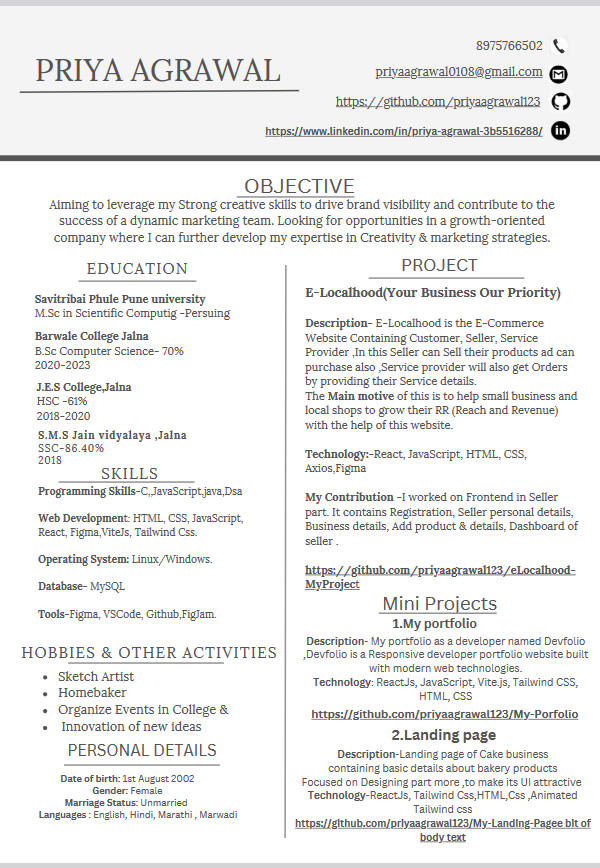 PRIYA AGRAWAL
8975766502
priyaagrawal0108@gmail.com
https://github.com/priyaagrawal123
https://www.linkedin.com/in/priya-agrawal-3b5516288/
OBJECTIVE
Aiming to leverage my Strong creative skills to drive brand visibility and contribute to the
success of a dynamic marketing team. Looking for opportunities in a growth-oriented
company where I can further develop my expertise in Creativity & marketing strategies.
EDUCATION
Savitribai Phule Pune university
M.Sc in Scientific Computig -Persuing
Barwale College Jalna
B.Sc Computer Science- 70%
2020-2023
J.E.S College,Jalna
HSC -61%
2018-2020
S.M.S Jain vidyalaya ,Jalna
SSC-86.40%
2018
SKILLS
Programming Skills-C,,JavaScript,java,Dsa
Web Development: HTML, CSS, JavaScript,
React, Figma,ViteJs, Tailwind Css.
Operating System: Linux/Windows.
Database- MySQL
Tools-Figma, VSCode, Github,FigJam.
HOBBIES & OTHER ACTIVITIES
• Sketch Artist
• Homebaker
• Organize Events in College &
• Innovation of new ideas
PERSONAL DETAILS
Date of birth: 1st August 2002
Gender: Female
Marriage Status: Unmarried
Languages : English, Hindi, Marathi , Marwadi
PROJECT
E-Localhood(Your Business Our Priority)
Description- E-Localhood is the E-Commerce
Website Containing Customer, Seller, Service
Provider ,In this Seller can Sell their products ad can
purchase also ,Service provider will also get Orders
by providing their Service details.
The Main motive of this is to help small business and
local shops to grow their RR (Reach and Revenue)
with the help of this website.
Technology:-React, JavaScript, HTML, CSS,
Axios,Figma
My Contribution -I worked on Frontend in Seller
part. It contains Registration, Seller personal details,
Business details, Add product & details, Dashboard of
seller .
https://github.com/priyaagrawal123/eLocalhood-
MyProject
Mini Projects
1.My portfolio
Description- My portfolio as a developer named Devfolio
,Devfolio is a Responsive developer portfolio website built
with modern web technologies.
Technology: ReactJs, JavaScript, Vite.js, Tailwind CSS,
HTML, CSS
https://github.com/priyaagrawal123/My-Porfolio
2.Landing page
Description-Landing page of Cake business
containing basic details about bakery products
Focused on Designing part more ,to make its UI attractive
Technology-ReactJs, Tailwind Css,HTML,Css ,Animated
Tailwind css
https://github.com/priyaagrawal123/My-Landing-Pagee bit of
body text